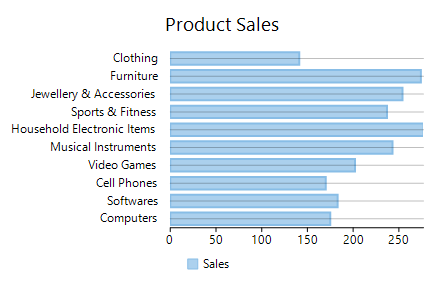 Product Sales
Clothing
Furniture
Jewellery & Accessories
Sports & Fitness
Household Electronic Items
Musical Instruments
Video Games
Cell Phones
Softwares
Computers
0 50 100 150 200 250
Sales